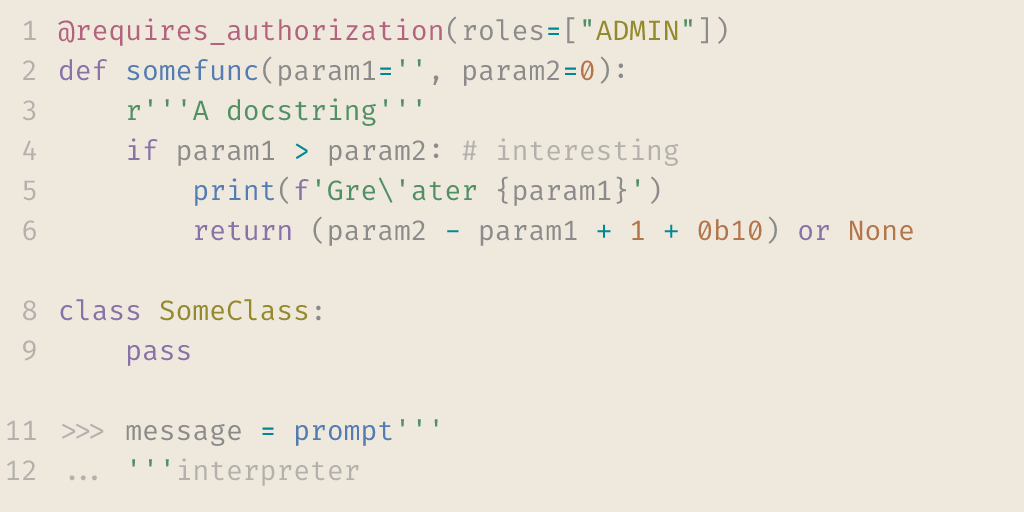 1 @requires_authorization(roles=["ADMIN"])
2 def somefunc(param1='', param2=0):
3     r'''A docstring'''
4     if param1 > param2: # interesting
5         print(f'Gre\'ater {param1}')
6         return (param2 - param1 + 1 + 0b10) or None
8 class SomeClass:
9     pass
11 >>> message = prompt'''
12 ... '''interpreter